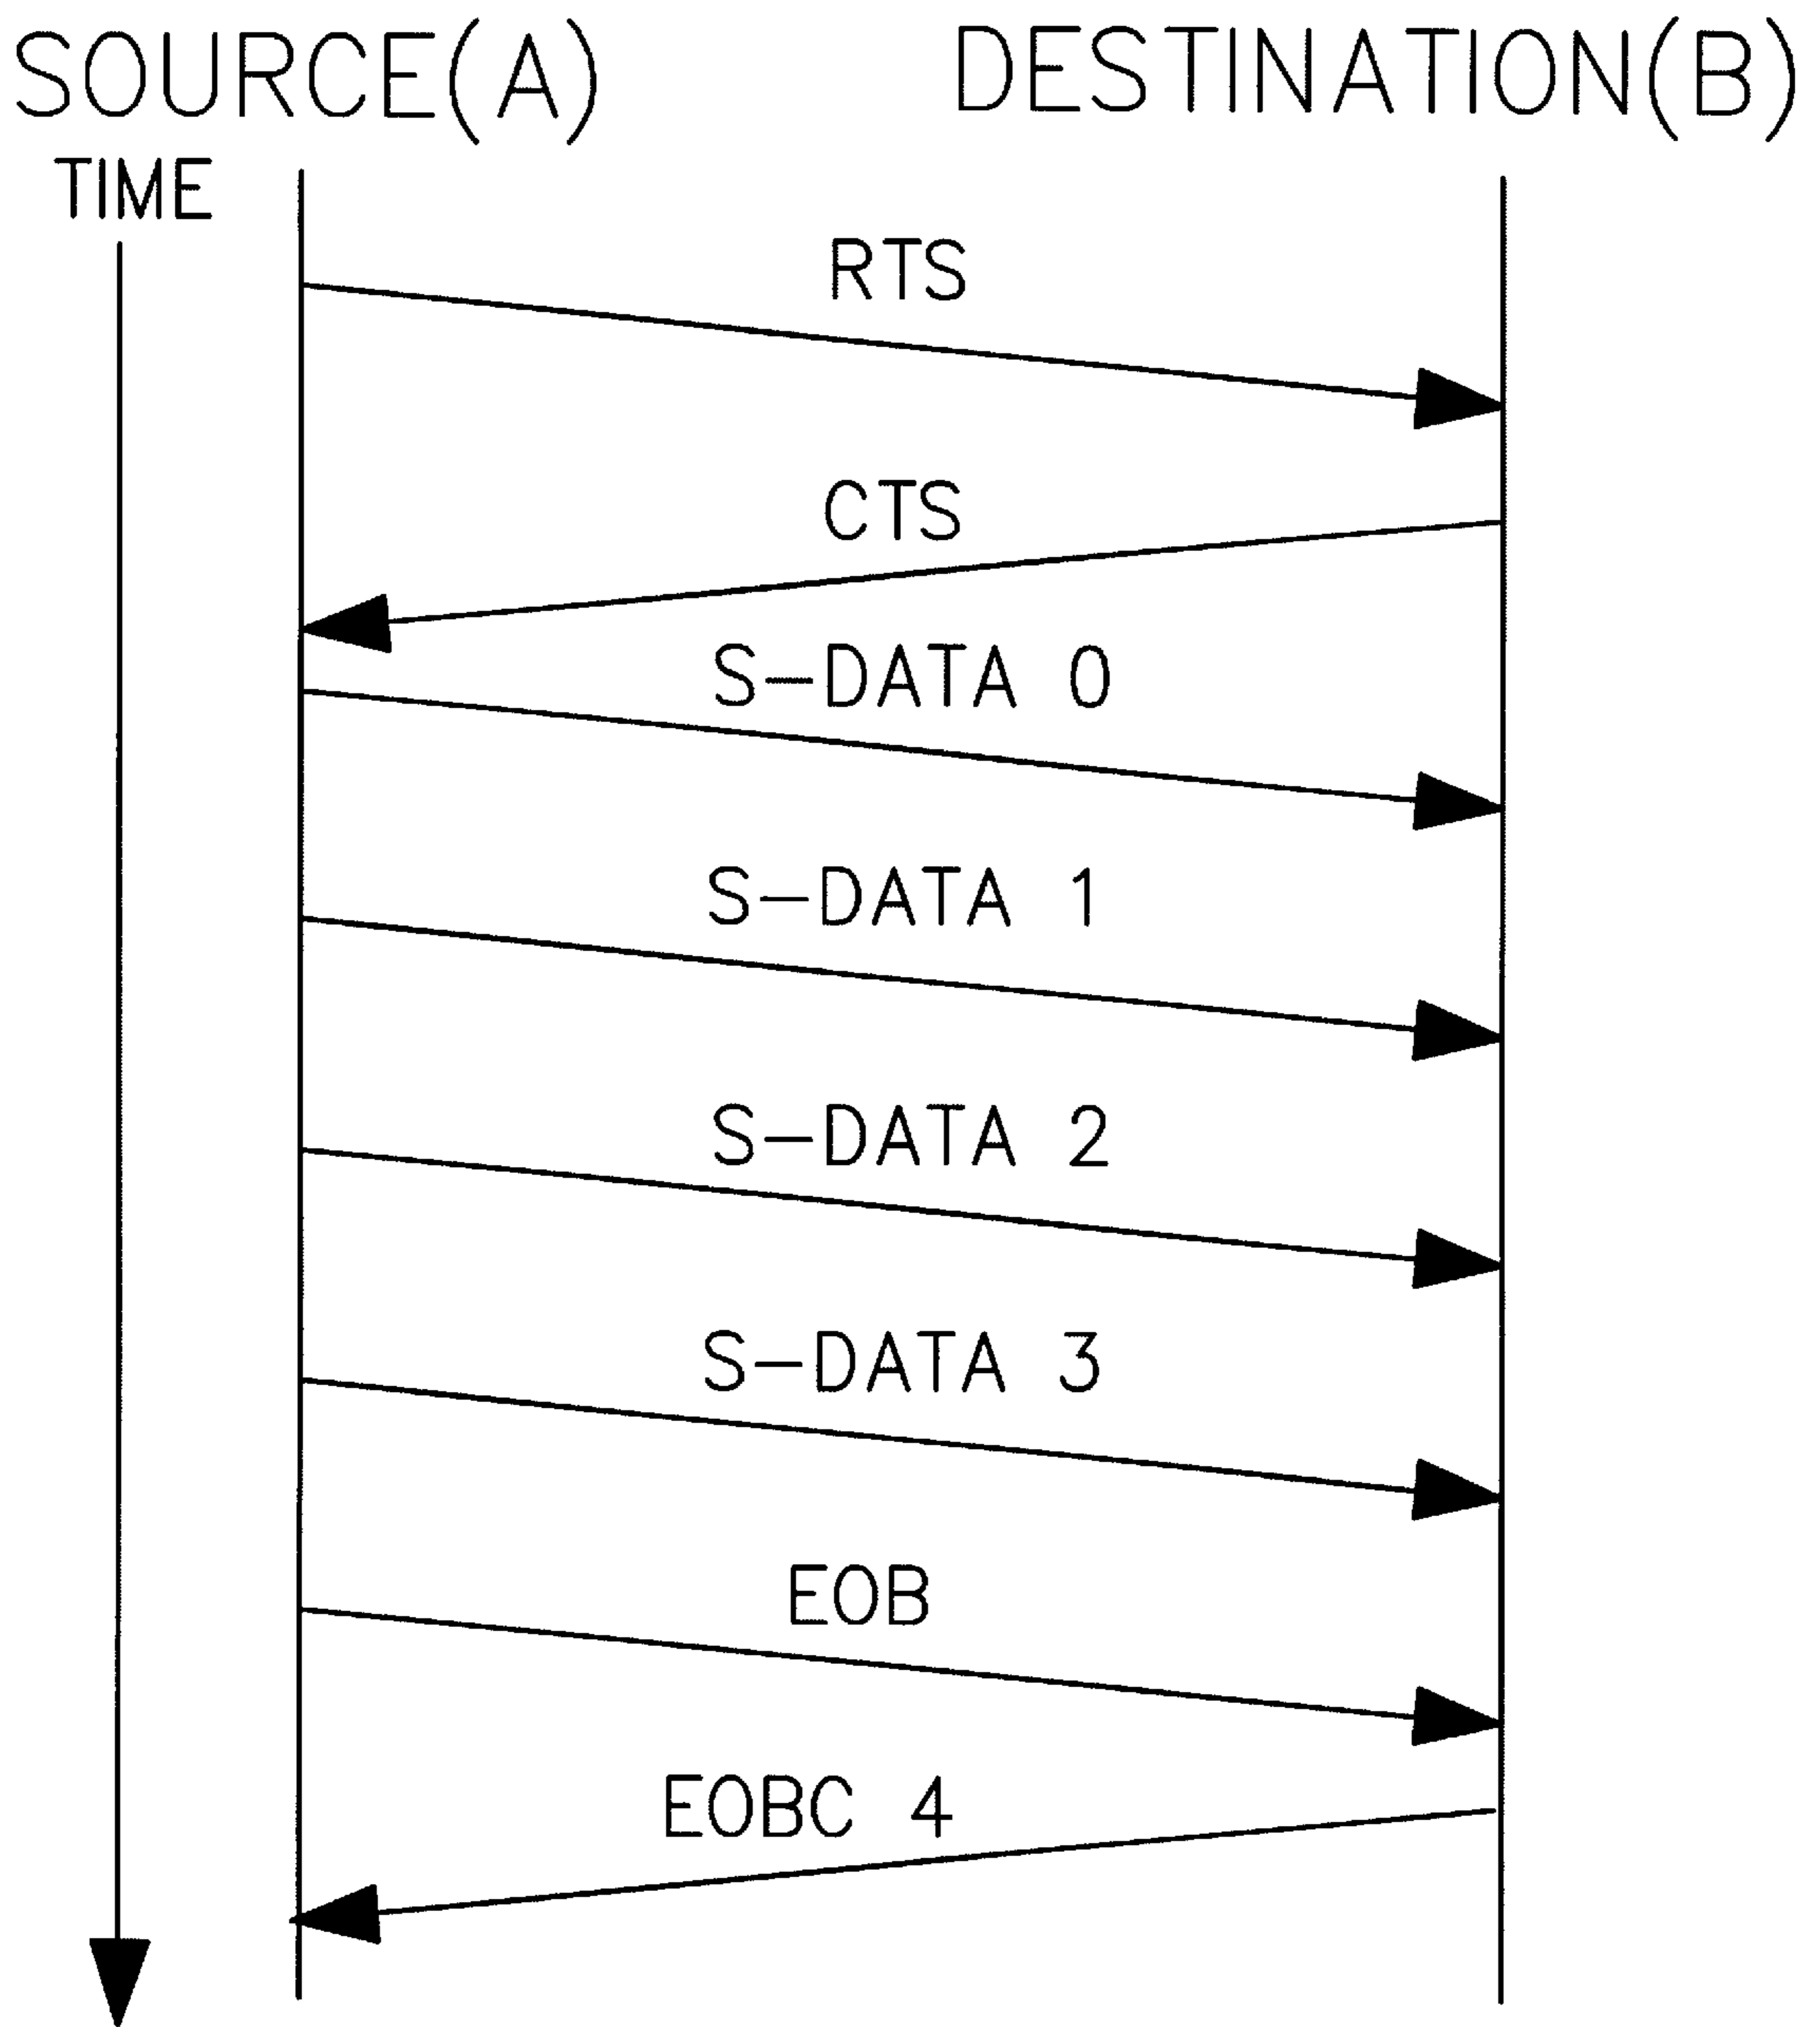 SOURCE(A) DESTINATION(B)
TIME
RTS
CTS
S-DATA 0
S-DATA 1
S-DATA 2
S-DATA 3
EOB
EOBC 4